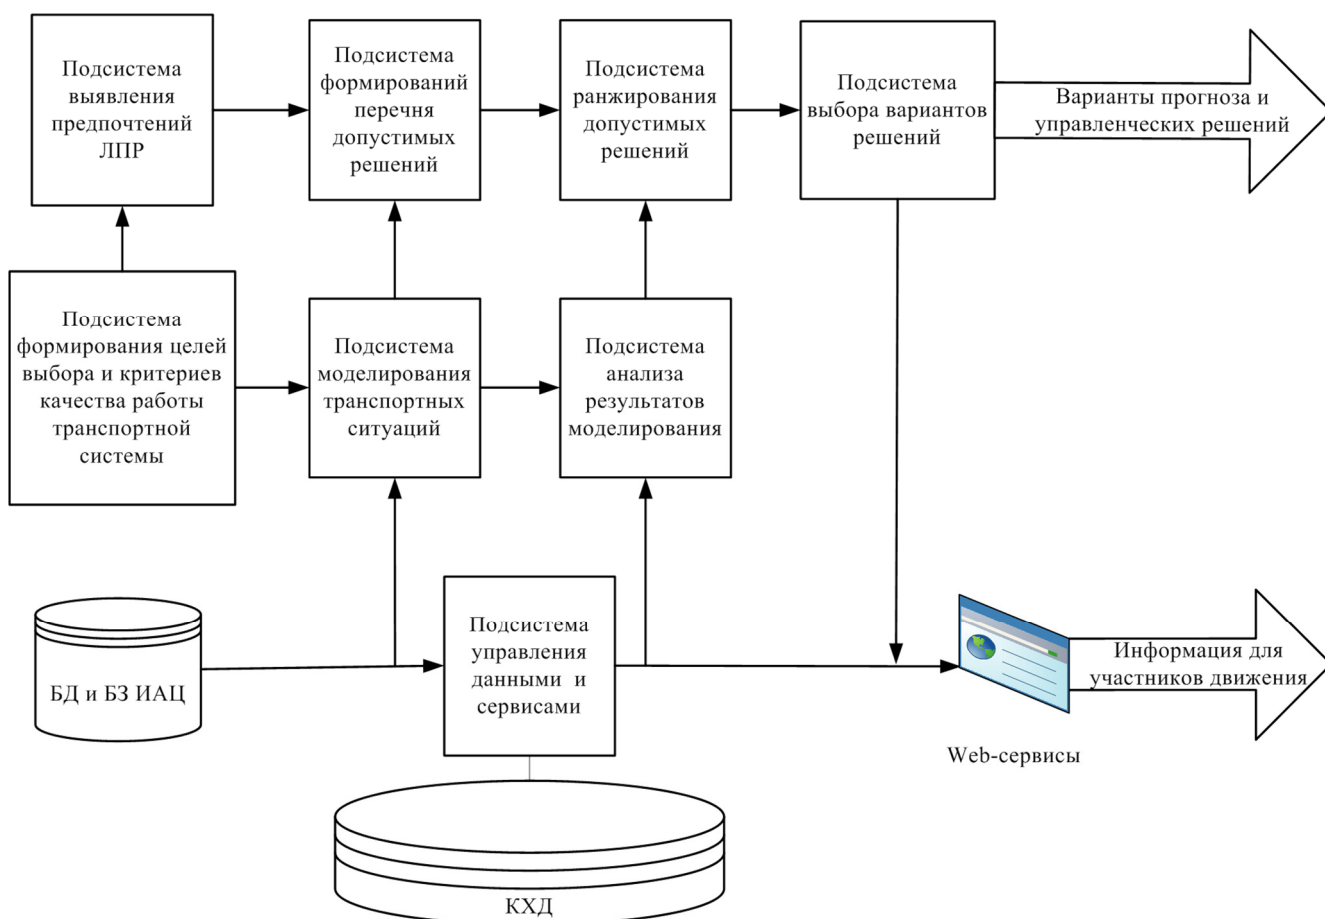 Подсистема
выявления
предпочтений
ЛПР
Подсистема
формирований
перечня
допустимых
решений
Подсистема
ранжирования
допустимых
решений
Подсистема
выбора вариантов
решений
Варианты прогноза и
управленческих решений
Подсистема
формирования целей
выбора и критериев
качества работы
транспортной
системы
Подсистема
моделирования
транспортных
ситуаций
Подсистема
анализа
результатов
моделирования
БД и БЗ ИАЦ
Подсистема
управления
данными и
сервисами
Информация для
участников движения
Web-сервисы
КХД